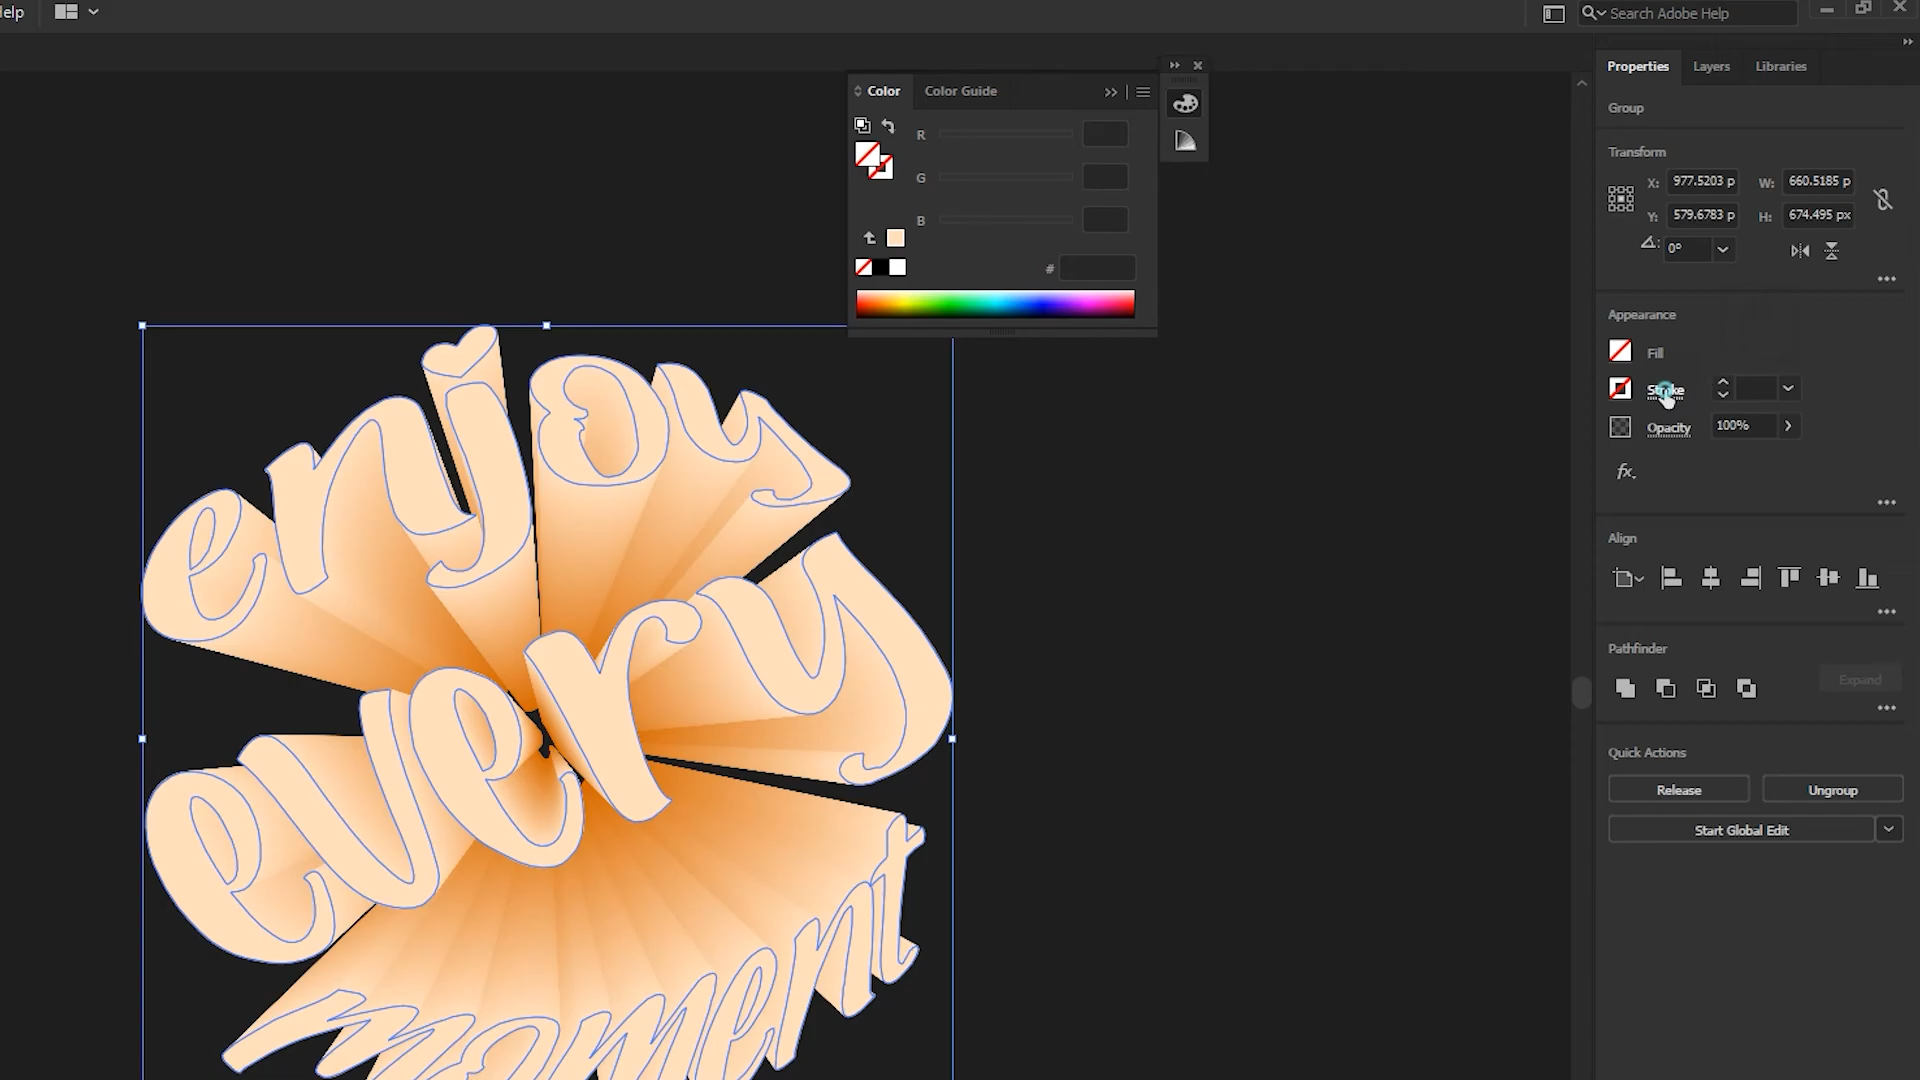 elp
Search Adobe Help
Properties Layers Libraries
Group
Transform
X: 977.5203 p W: 660.5185 p
Y: 579.6783 p H: 674.495 px
0°
Appearance
Fill
Stroke
Opacity 100%
fx
Align
Pathfinder
Expand
Quick Actions
Release Ungroup
Start Global Edit
Color Color Guide
R
G
B
#
enjoy
every
moment